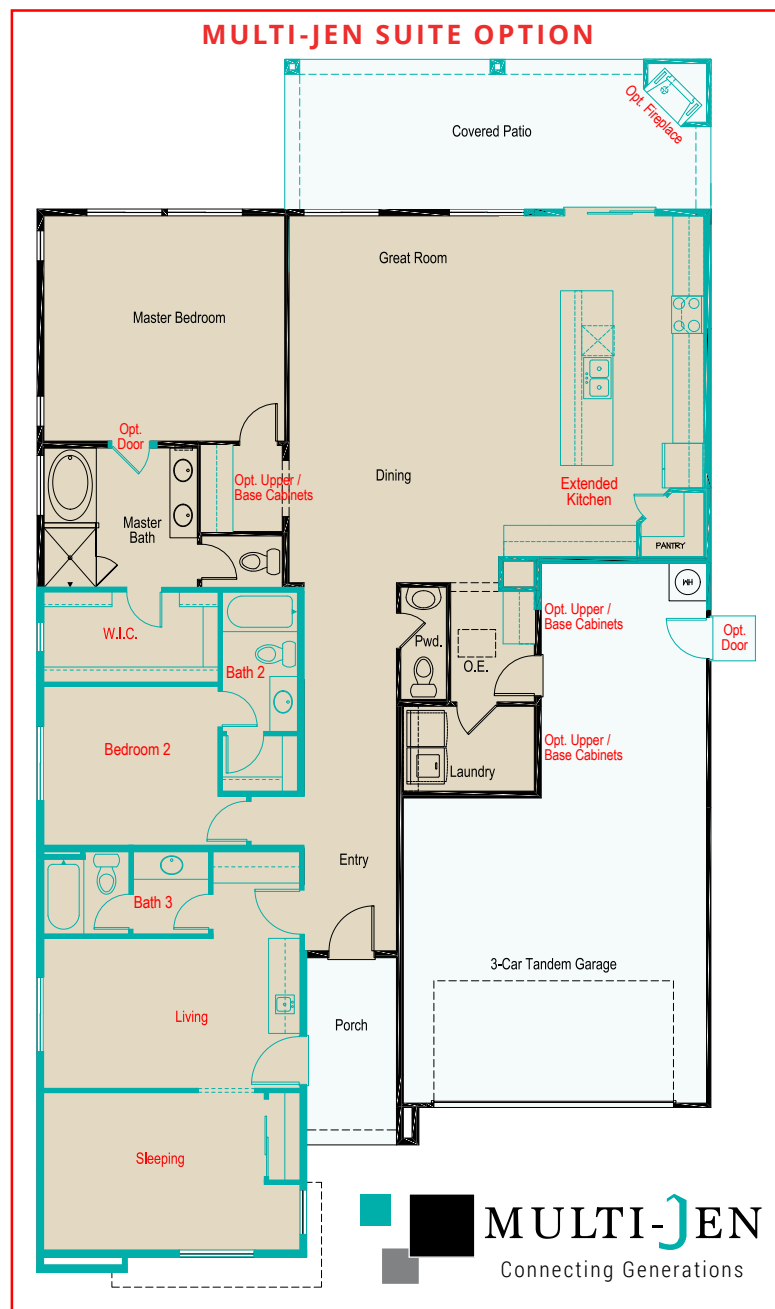 MULTI-JEN SUITE OPTION
Opt. Fireplace
Covered Patio
Great Room
Master Bedroom
Opt.
Door
Opt. Upper /
Base Cabinets
Dining
Extended
Kitchen
Master
Bath
PANTRY
WH
W.I.C.
Bath 2
Pwd.
O.E.
Opt. Upper /
Base Cabinets
Opt.
Door
Bedroom 2
Opt. Upper /
Base Cabinets
Laundry
Entry
Bath 3
3-Car Tandem Garage
Living
Porch
Sleeping
MULTI-JEN
Connecting Generations